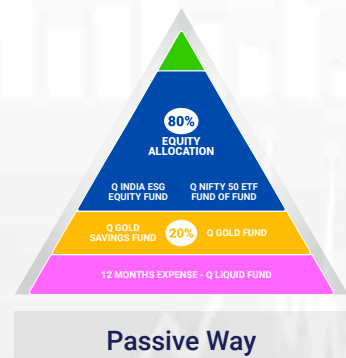 80%
EQUITY
ALLOCATION
Q INDIA ESG
EQUITY FUND
Q NIFTY 50 ETF
FUND OF FUND
Q GOLD
SAVINGS FUND
20%
Q GOLD FUND
12 MONTHS EXPENSE - Q LIQUID FUND
Passive Way